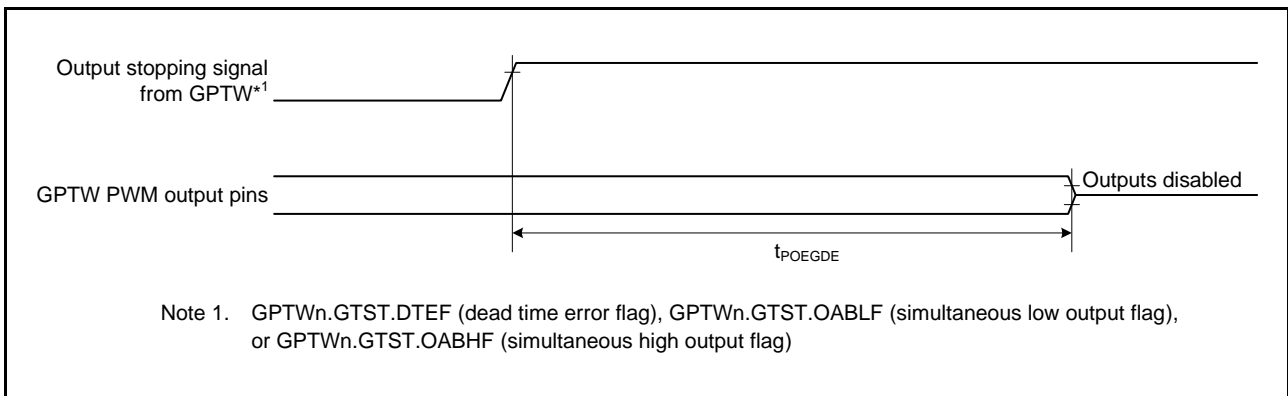 Output stopping signal
from GPTW*1
GPTW PWM output pins
Outputs disabled
tPOEGDE
Note 1. GPTWn.GTST.DTEF (dead time error flag), GPTWn.GTST.OABLF (simultaneous low output flag),
or GPTWn.GTST.OABHF (simultaneous high output flag)